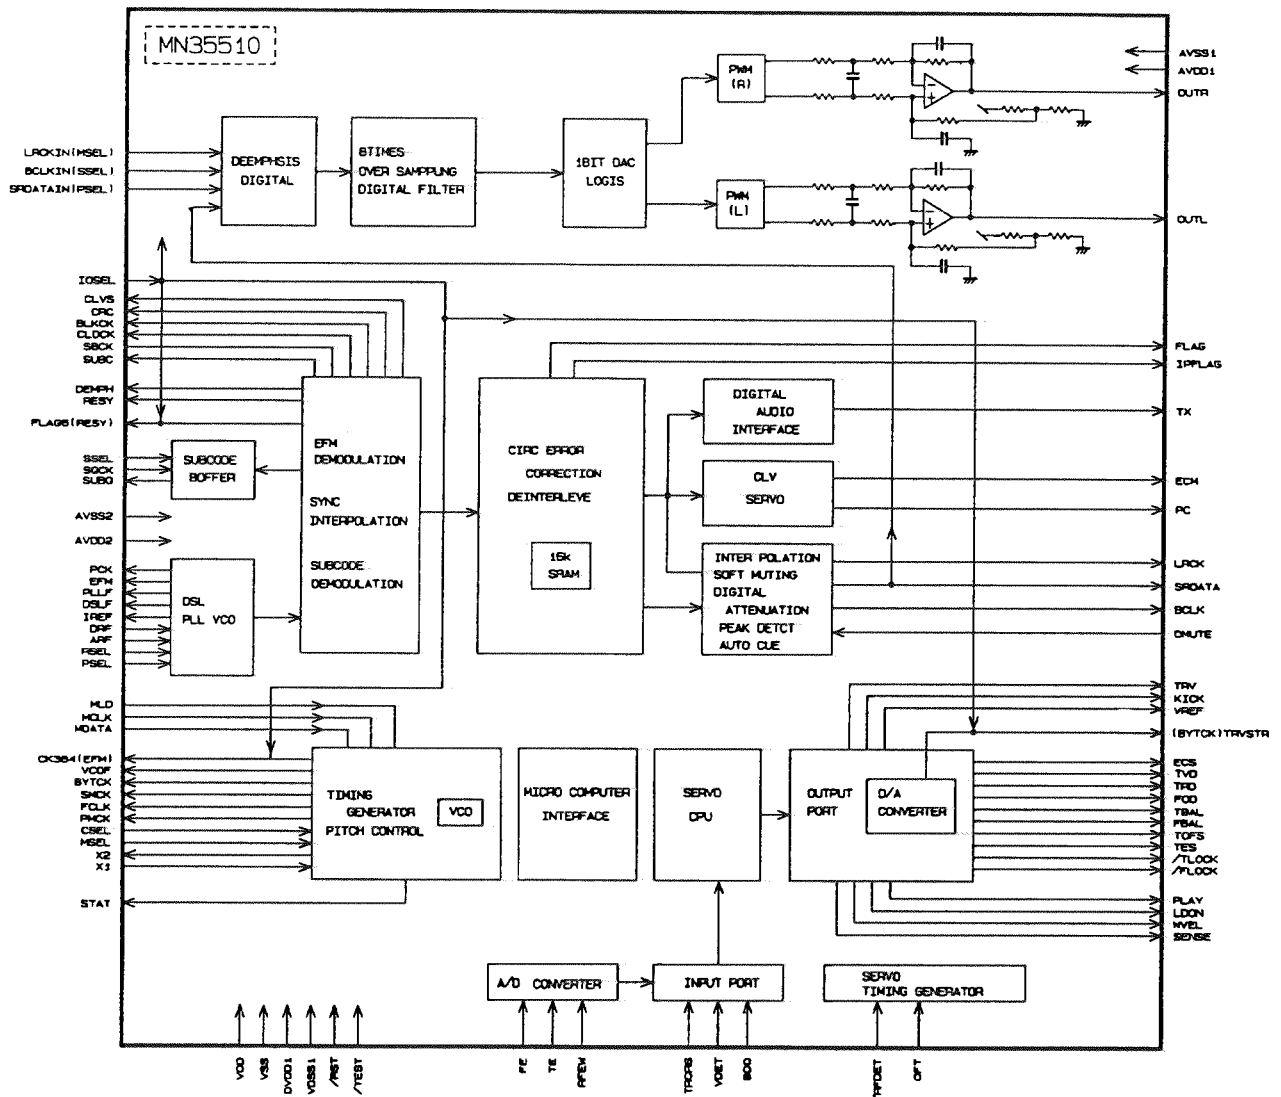 MN35510
AVSS1
AVDD1
OUTR
PWM
(R)
LRCKIN(MSEL)
BCLKIN(SSEL)
SRDATAIN(PSEL)
DEEMPHSIS
DIGITAL
8TIMES
OVER SAMPPLUNG
DIGITAL FILTER
1BIT DAC
LOGIS
PWM
(L)
OUTL
IOSEL
CLVS
CRC
BLKCK
CLDCK
SBCK
SUBC
DEMPH
RESY
FLAG6(RESY)
SSEL
SQCK
SUBQ
SUBCODE
BOFFER
AVSS2
AVDD2
PCK
EFM
PLLF
DSLF
IREF
DRF
ARF
RSEL
PSEL
DSL
PLL VCO
EFM
DEMODULATION
SYNC
INTERPOLATION
SUBCODE
DEMODULATION
CIRC ERROR
CORRECTION
DEINTERLEVE
16k
SRAM
DIGITAL
AUDIO
INTERFACE
CLV
SERVO
INTER POLATION
SOFT MUTING
DIGITAL
ATTENUATION
PEAK DETCT
AUTO CUE
FLAG
IPFLAG
TX
ECM
PC
LRCK
SRDATA
BCLK
DMUTE
TRV
KICK
VREF
(BYTCK)TRVSTR
MLD
MCLK
MDATA
CK384(EFM)
VCOF
BYTCK
SMCK
FCLK
PMCK
CSEL
MSEL
X2
X1
STAT
TIMING
GENERATOR
PITCH CONTROL
VCO
MICRO COMPUTER
INTERFACE
SERVO
CPU
OUTPUT
PORT
D/A
CONVERTER
ECS
TVD
TRD
FOD
TBAL
FBAL
TOFS
TES
/TLOCK
/FLOCK
PLAY
LDON
WVEL
SENSE
A/D CONVERTER
INPUT PORT
SERVO
TIMING GENERATOR
VDD
VSS
DVDD1
VDSS1
/RST
/TEST
FE
TE
RFEW
TRCRS
VDET
BDO
RFDET
OFT